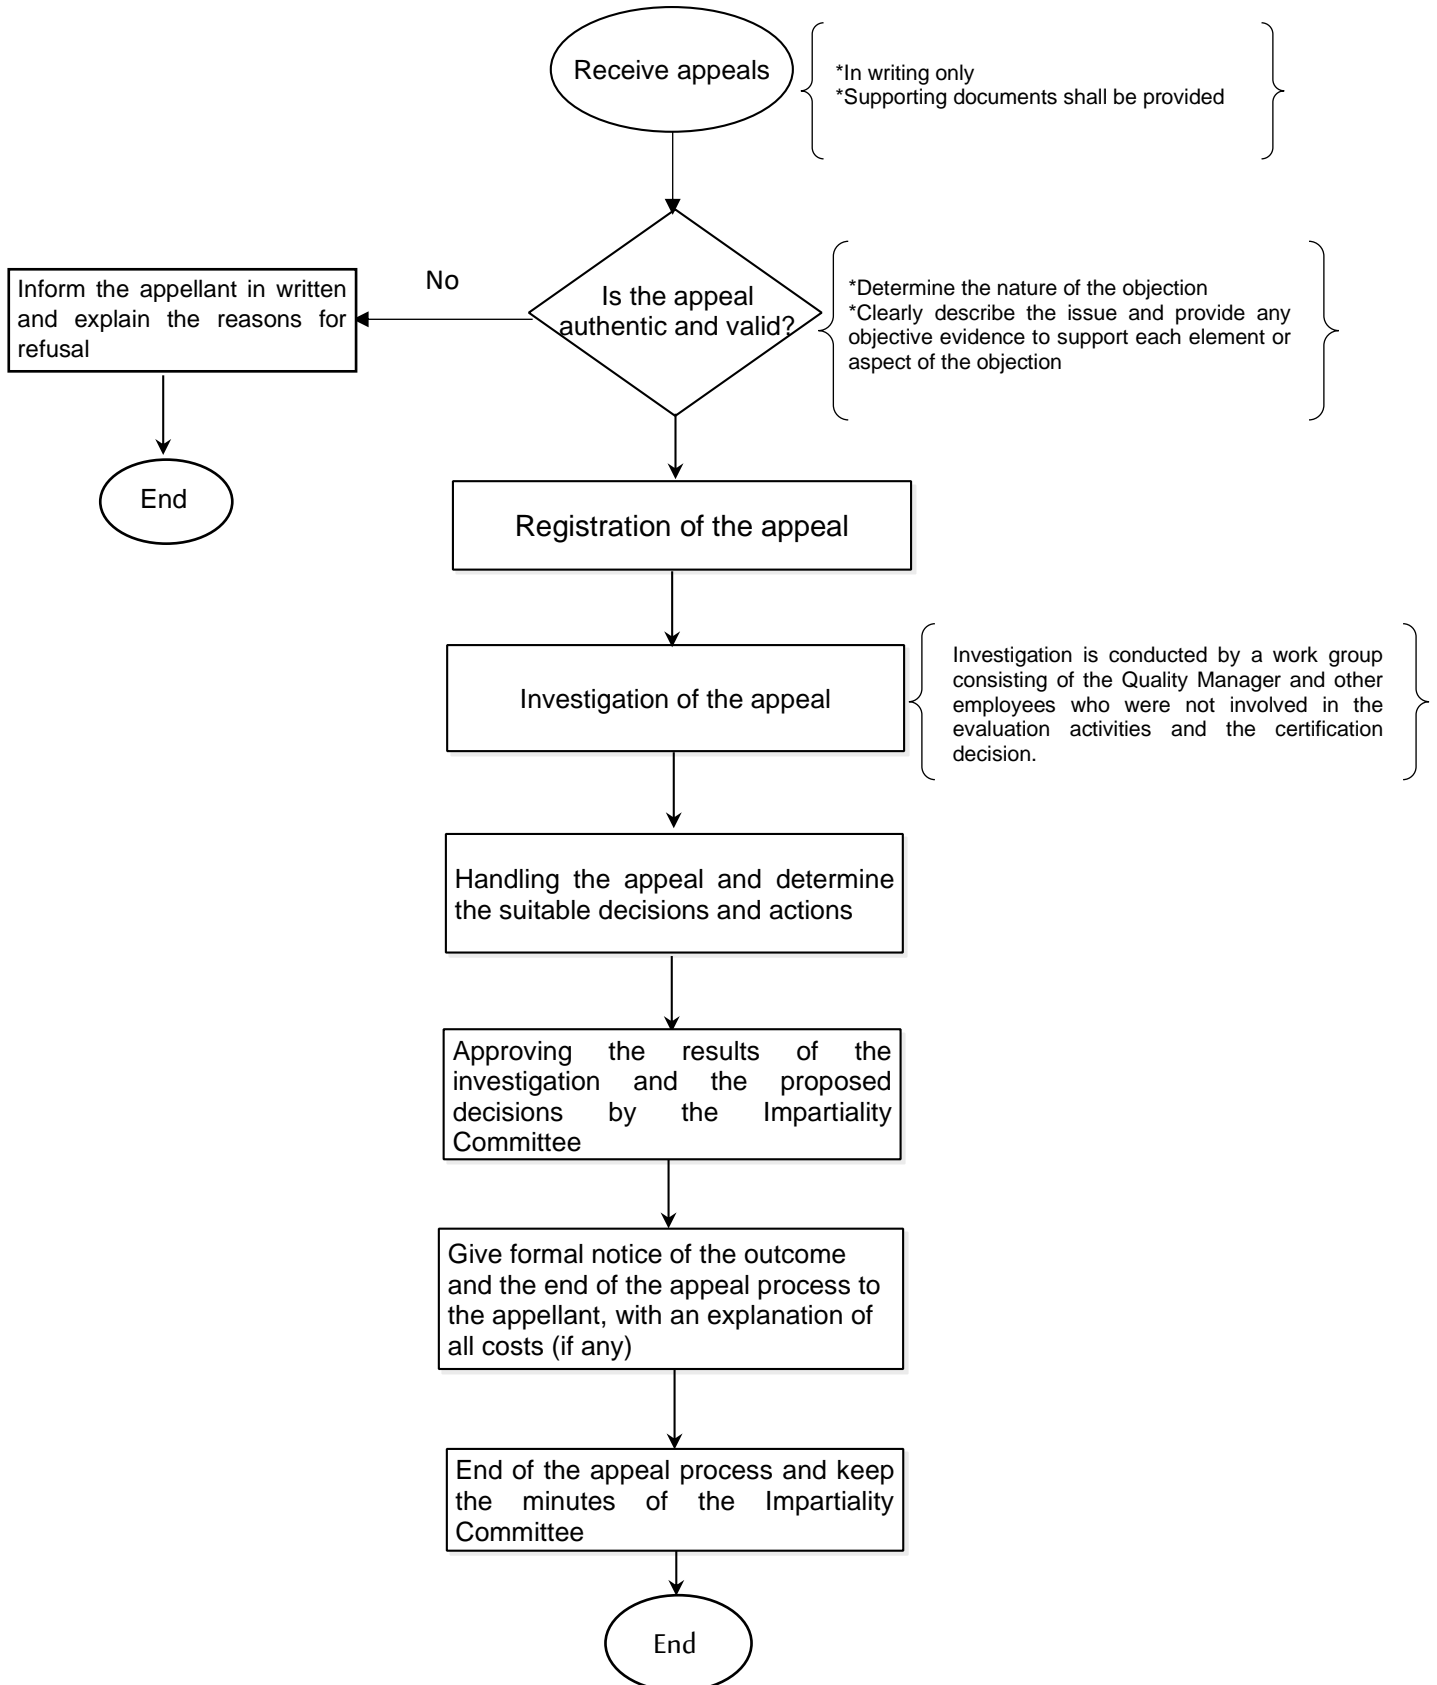 Receive appeals
*In writing only
*Supporting documents shall be provided
No
Inform the appellant in written
and explain the reasons for
refusal
Is the appeal
authentic and valid?
*Determine the nature of the objection
*Clearly describe the issue and provide any
objective evidence to support each element or
aspect of the objection
End
Registration of the appeal
Investigation of the appeal
Investigation is conducted by a work group
consisting of the Quality Manager and other
employees who were not involved in the
evaluation activities and the certification
decision.
Handling the appeal and determine
the suitable decisions and actions
Approving the results of the
investigation and the proposed
decisions by the Impartiality
Committee
Give formal notice of the outcome
and the end of the appeal process to
the appellant, with an explanation of
all costs (if any)
End of the appeal process and keep
the minutes of the Impartiality
Committee
End